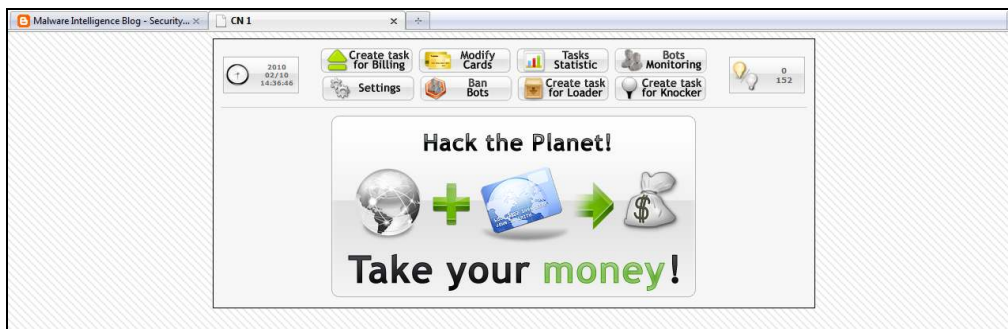 Malware Intelligence Blog - Security...
CN 1
2010
02/10
14:36:46
Create task
for Billing
Modify
Cards
Tasks
Statistic
Bots
Monitoring
0
152
Settings
Ban
Bots
Create task
for Loader
Create task
for Knocker
Hack the Planet!
Take your money!